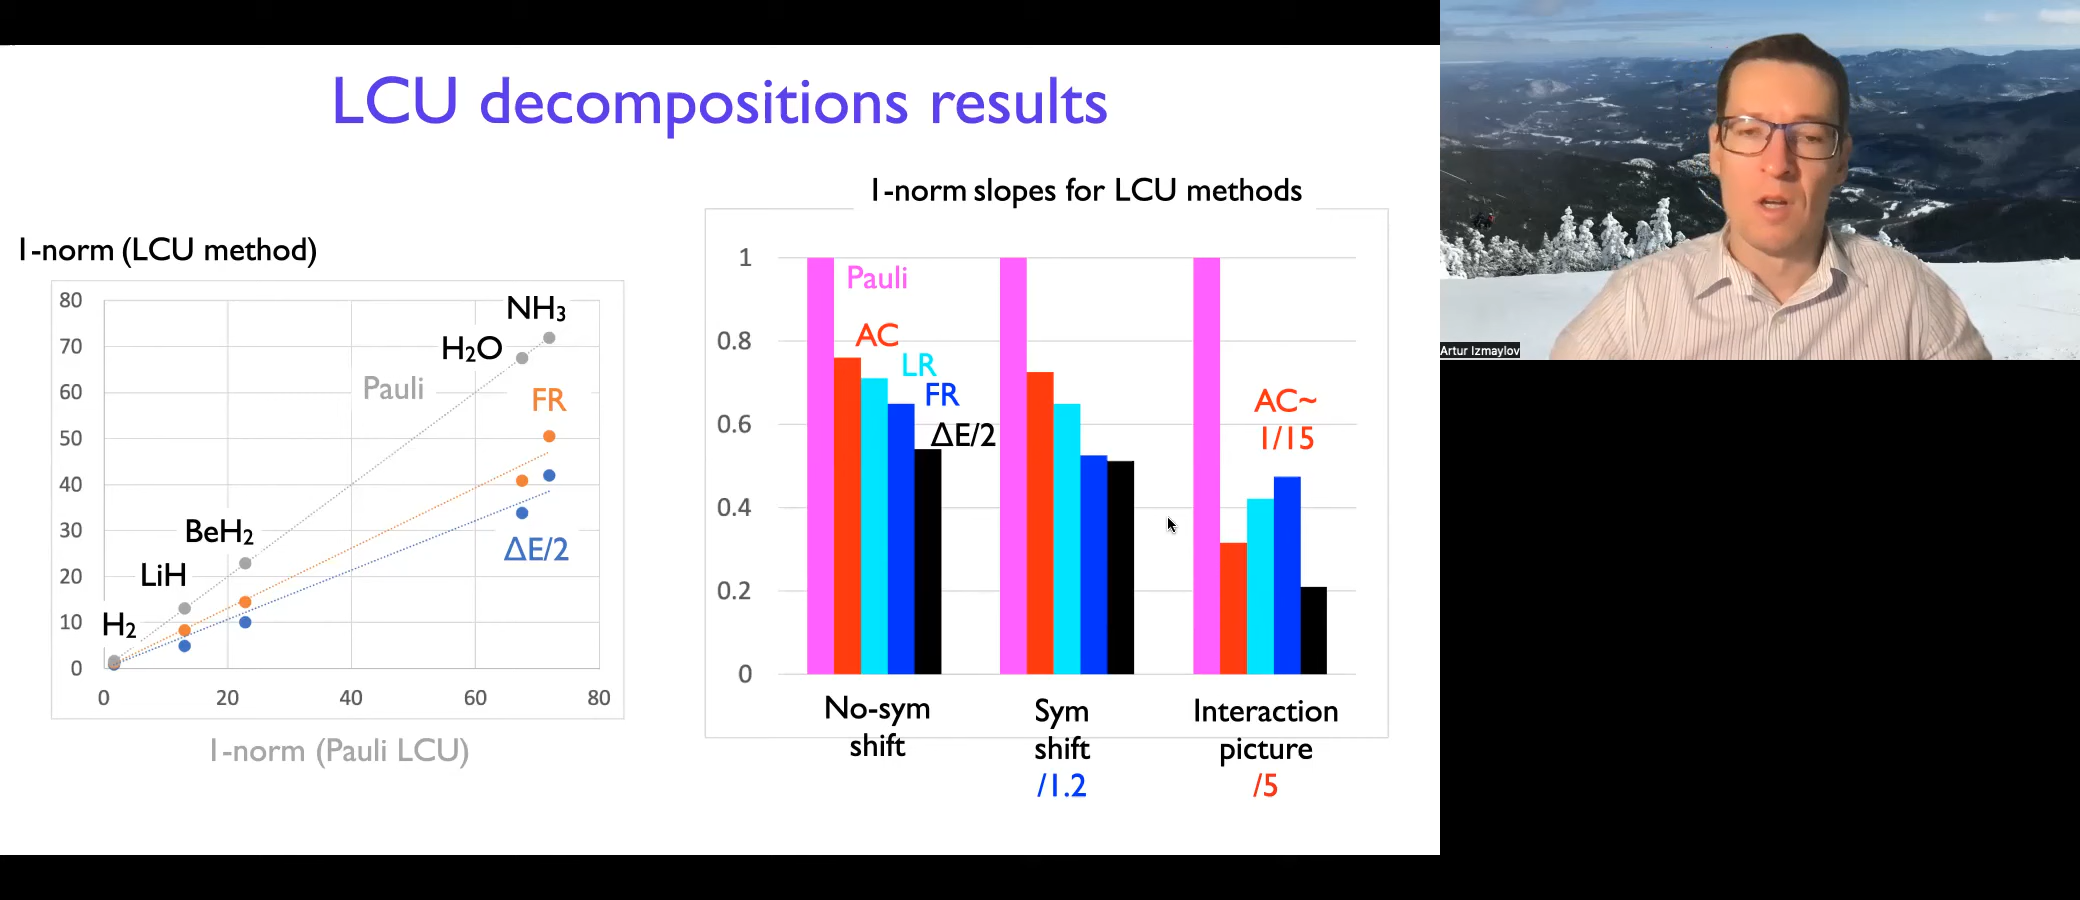 LCU decompositions results
1-norm (LCU method)
80
70
60
50
40
30
20
10
0
0
20
40
60
80
NH₃
H₂O
Pauli
FR
BeH₂
LiH
ΔE/2
H₂
1-norm (Pauli LCU)
1-norm slopes for LCU methods
1
0.8
0.6
0.4
0.2
0
Pauli
AC
LR
FR
ΔE/2
AC~
1/15
No-sym
shift
Sym
shift
/1.2
Interaction
picture
/5
Artur Izmaylov